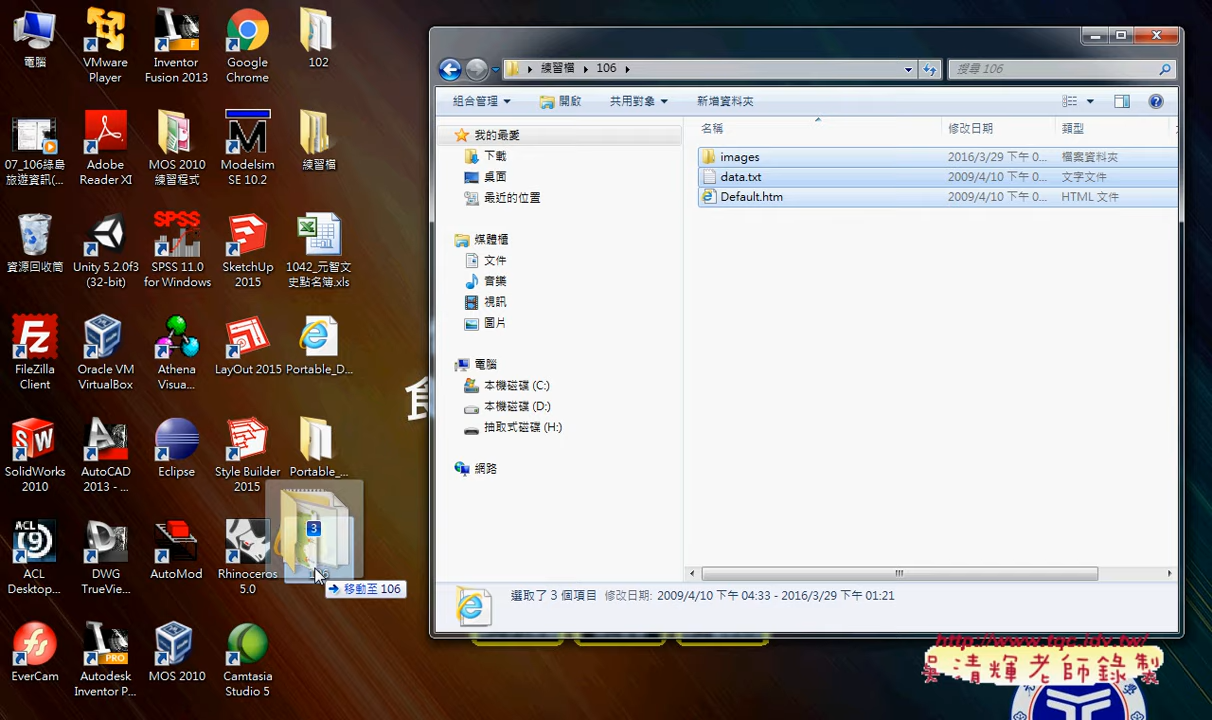 電腦
VMware
Player
Inventor
Fusion 2013
Google
Chrome
102
07_106綠島
旅遊資訊(...
Adobe
Reader XI
MOS 2010
練習程式
Modelsim
SE 10.2
練習檔
資源回收筒
Unity 5.2.0f3
(32-bit)
SPSS
SPSS 11.0
for Windows
SketchUp
2015
1042_元智文
史點名簿.xls
FileZilla
Client
Oracle VM
VirtualBox
Athena
Visua...
LayOut 2015
Portable_D...
SolidWorks
2010
AutoCAD
2013 - ...
Eclipse
Style Builder
2015
Portable_...
ACL
Desktop...
DWG
TrueVie...
AutoMod
Rhinoceros
5.0
3
移動至 106
EverCam
Autodesk
Inventor P...
MOS 2010
Camtasia
Studio 5
練習檔
106
搜尋 106
組合管理
開啟
共用對象
新增資料夾
我的最愛
下載
桌面
最近的位置
媒體櫃
文件
音樂
視訊
圖片
電腦
本機磁碟 (C:)
本機磁碟 (D:)
抽取式磁碟 (H:)
網路
名稱
修改日期
類型
images
2016/3/29 下午 0...
檔案資料夾
data.txt
2009/4/10 下午 0...
文字文件
Default.htm
2009/4/10 下午 0...
HTML 文件
選取了 3 個項目
修改日期: 2009/4/10 下午 04:33 - 2016/3/29 下午 01:21
http://www.tqc.idv.tw/
吳清輝老師錄製